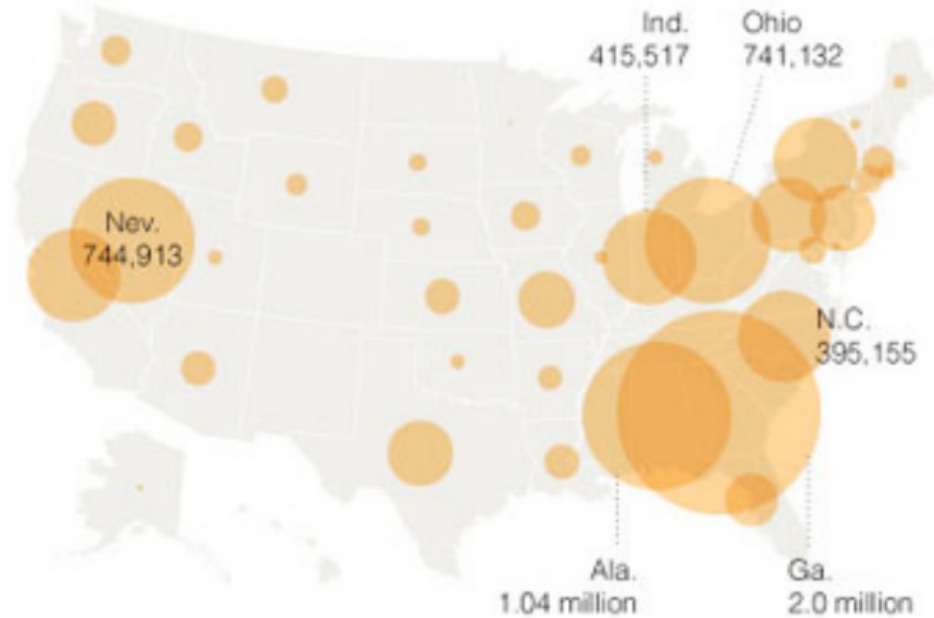 Ind.
415,517
Ohio
741,132
Nev.
744,913
N.C.
395,155
Ala.
1.04 million
Ga.
2.0 million